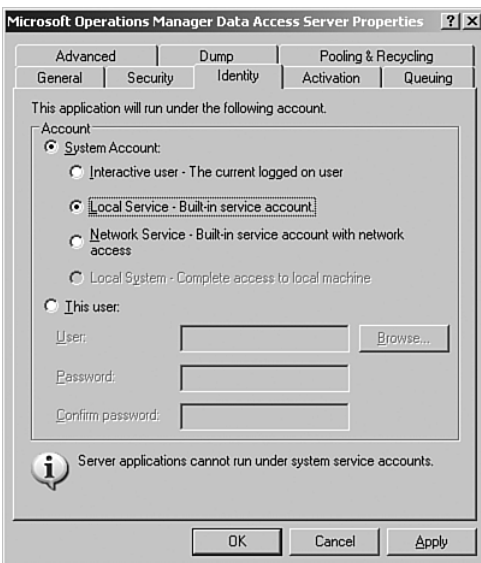 Microsoft Operations Manager Data Access Server Properties ? X
Advanced Dump Pooling & Recycling
General Security Identity Activation Queuing
This application will run under the following account.
Account
System Account:
Interactive user - The current logged on user
Local Service - Built-in service account.
Network Service - Built-in service account with network
access
Local System - Complete access to local machine
This user:
User: Browse...
Password:
Confirm password:
Server applications cannot run under system service accounts.
OK Cancel Apply